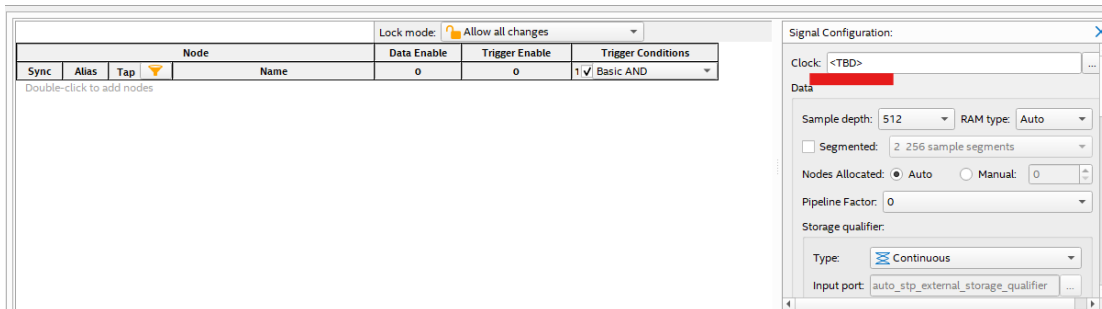 Lock mode: Allow all changes
Node Data Enable Trigger Enable Trigger Conditions
Sync Alias Tap Name 0 0 1 Basic AND
Double-click to add nodes
Signal Configuration:
Clock: <TBD> ...
Data
Sample depth: 512 RAM type: Auto
Segmented: 2 256 sample segments
Nodes Allocated: Auto Manual: 0
Pipeline Factor: 0
Storage qualifier:
Type: Continuous
Input port: auto_stp_external_storage_qualifier ...